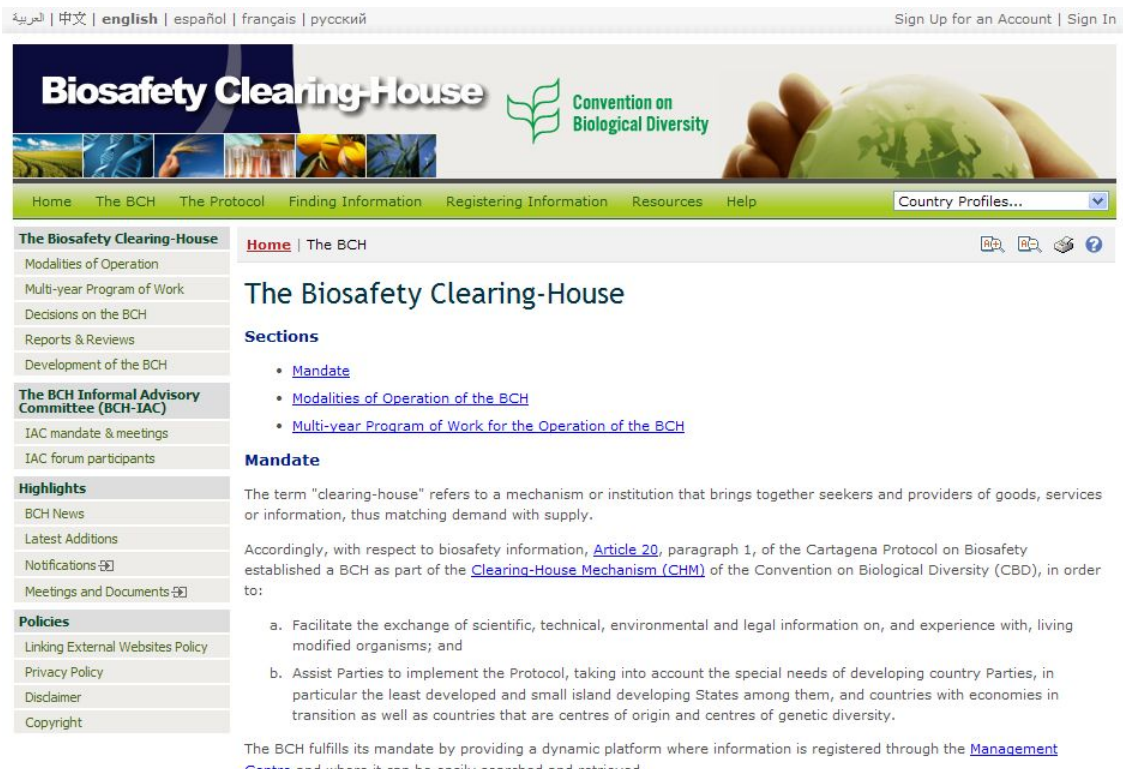 العربية | 中文 | english | español | français | русский
Sign Up for an Account | Sign In
Biosafety Clearing-House
Convention on
Biological Diversity
Home The BCH The Protocol Finding Information Registering Information Resources Help
Country Profiles...
The Biosafety Clearing-House
Modalities of Operation
Multi-year Program of Work
Decisions on the BCH
Reports & Reviews
Development of the BCH
The BCH Informal Advisory
Committee (BCH-IAC)
IAC mandate & meetings
IAC forum participants
Highlights
BCH News
Latest Additions
Notifications
Meetings and Documents
Policies
Linking External Websites Policy
Privacy Policy
Disclaimer
Copyright
Home | The BCH
The Biosafety Clearing-House
Sections
• Mandate
• Modalities of Operation of the BCH
• Multi-year Program of Work for the Operation of the BCH
Mandate
The term "clearing-house" refers to a mechanism or institution that brings together seekers and providers of goods, services
or information, thus matching demand with supply.
Accordingly, with respect to biosafety information, Article 20, paragraph 1, of the Cartagena Protocol on Biosafety
established a BCH as part of the Clearing-House Mechanism (CHM) of the Convention on Biological Diversity (CBD), in order
to:
a. Facilitate the exchange of scientific, technical, environmental and legal information on, and experience with, living
modified organisms; and
b. Assist Parties to implement the Protocol, taking into account the special needs of developing country Parties, in
particular the least developed and small island developing States among them, and countries with economies in
transition as well as countries that are centres of origin and centres of genetic diversity.
The BCH fulfills its mandate by providing a dynamic platform where information is registered through the Management
Centre and where it can be easily searched and retrieved